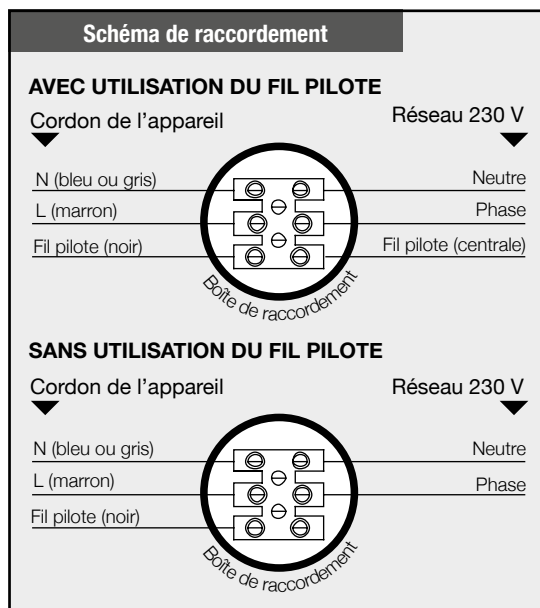 Schéma de raccordement
AVEC UTILISATION DU FIL PILOTE
Cordon de l'appareil
Réseau 230 V
N (bleu ou gris)
Neutre
L (marron)
Phase
Fil pilote (noir)
Fil pilote (centrale)
Boîte de raccordement
SANS UTILISATION DU FIL PILOTE
Cordon de l'appareil
Réseau 230 V
N (bleu ou gris)
Neutre
L (marron)
Phase
Fil pilote (noir)
Boîte de raccordement